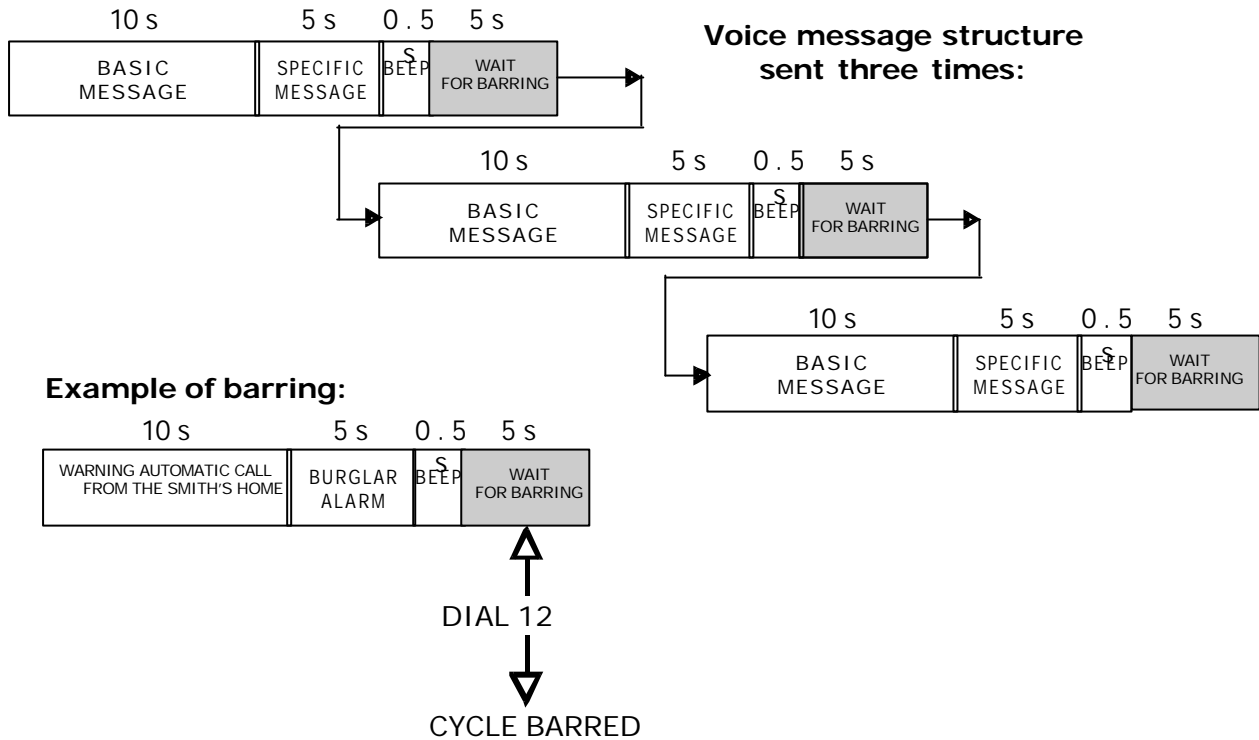 10 s 5 s 0.5 s 5 s
BASIC MESSAGE
SPECIFIC MESSAGE
BEEP
WAIT FOR BARRING
Voice message structure
sent three times:
10 s 5 s 0.5 s 5 s
BASIC MESSAGE
SPECIFIC MESSAGE
BEEP
WAIT FOR BARRING
10 s 5 s 0.5 s 5 s
BASIC MESSAGE
SPECIFIC MESSAGE
BEEP
WAIT FOR BARRING
Example of barring:
10 s 5 s 0.5 s 5 s
WARNING AUTOMATIC CALL
FROM THE SMITH'S HOME
BURGLAR
ALARM
BEEP
WAIT
FOR BARRING
DIAL 12
CYCLE BARRED